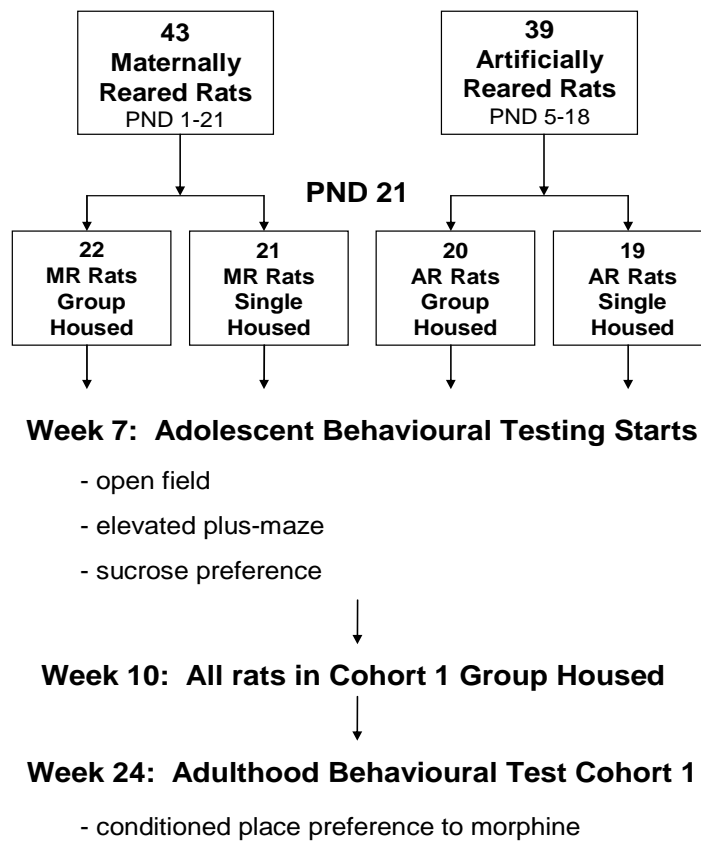 43
Maternally
Reared Rats
PND 1-21
39
Artificially
Reared Rats
PND 5-18
PND 21
22
MR Rats
Group
Housed
21
MR Rats
Single
Housed
20
AR Rats
Group
Housed
19
AR Rats
Single
Housed
Week 7: Adolescent Behavioural Testing Starts
- open field
- elevated plus-maze
- sucrose preference
Week 10: All rats in Cohort 1 Group Housed
Week 24: Adulthood Behavioural Test Cohort 1
- conditioned place preference to morphine